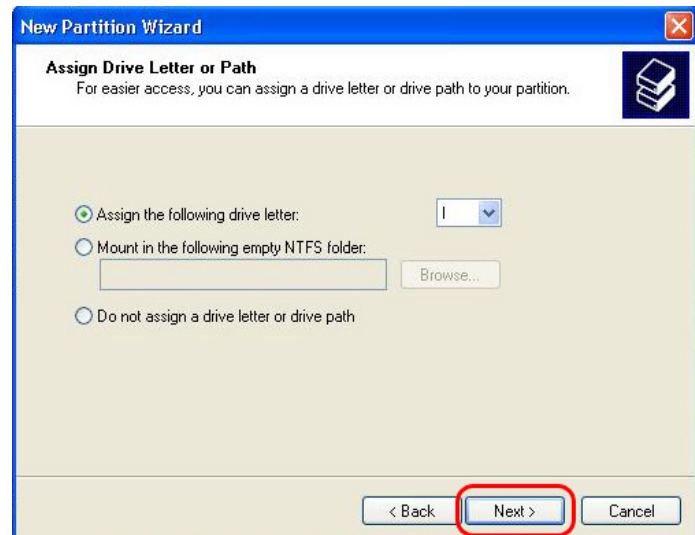 New Partition Wizard
Assign Drive Letter or Path
For easier access, you can assign a drive letter or drive path to your partition.
Assign the following drive letter: I
Mount in the following empty NTFS folder:
Browse...
Do not assign a drive letter or drive path
< Back Next > Cancel